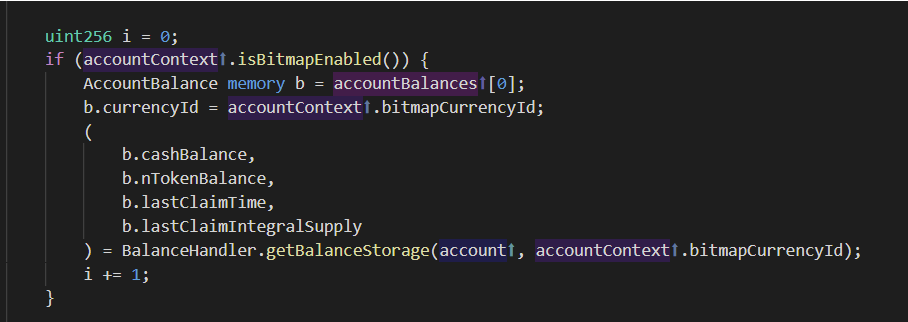 uint256 i = 0;
if (accountContext↑.isBitmapEnabled()) {
AccountBalance memory b = accountBalances↑[0];
b.currencyId = accountContext↑.bitmapCurrencyId;
(
b.cashBalance,
b.nTokenBalance,
b.lastClaimTime,
b.lastClaimIntegralSupply
) = BalanceHandler.getBalanceStorage(account↑, accountContext↑.bitmapCurrencyId);
i += 1;
}